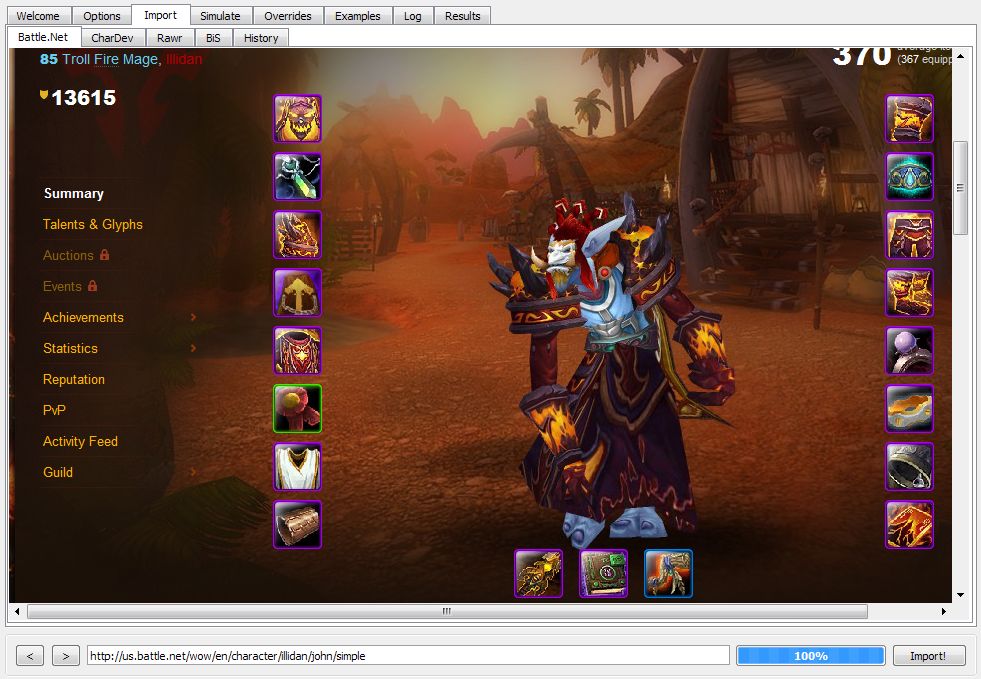 Welcome
Options
Import
Simulate
Overrides
Examples
Log
Results
Battle.Net
CharDev
Rawr
BiS
History
85 Troll Fire Mage, Illidan
370
(367 equipp
13615
Summary
Talents & Glyphs
Auctions
Events
Achievements
Statistics
Reputation
PvP
Activity Feed
Guild
<
>
http://us.battle.net/wow/en/character/illidan/john/simple
100%
Import!